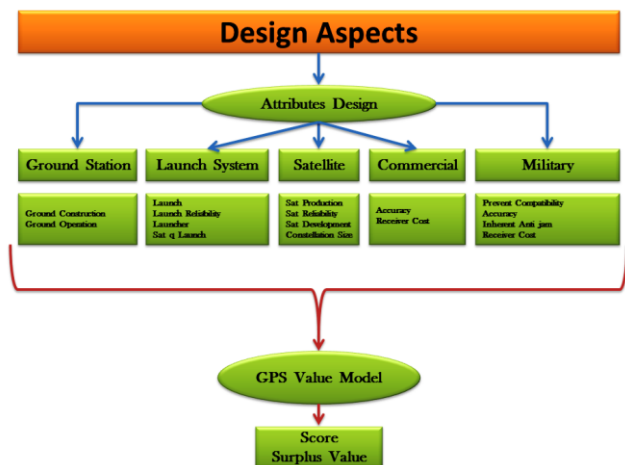 Design Aspects
Attributes Design
Ground Station
Launch System
Satellite
Commercial
Military
Ground Construction
Ground Operation
Launch
Launch Reliability
Launcher
Sat q Launch
Sat Production
Sat Reliability
Sat Development
Constellation Size
Accuracy
Receiver Cost
Prevent Compatibility
Accuracy
Inherent Anti jam
Receiver Cost
GPS Value Model
Score
Surplus Value